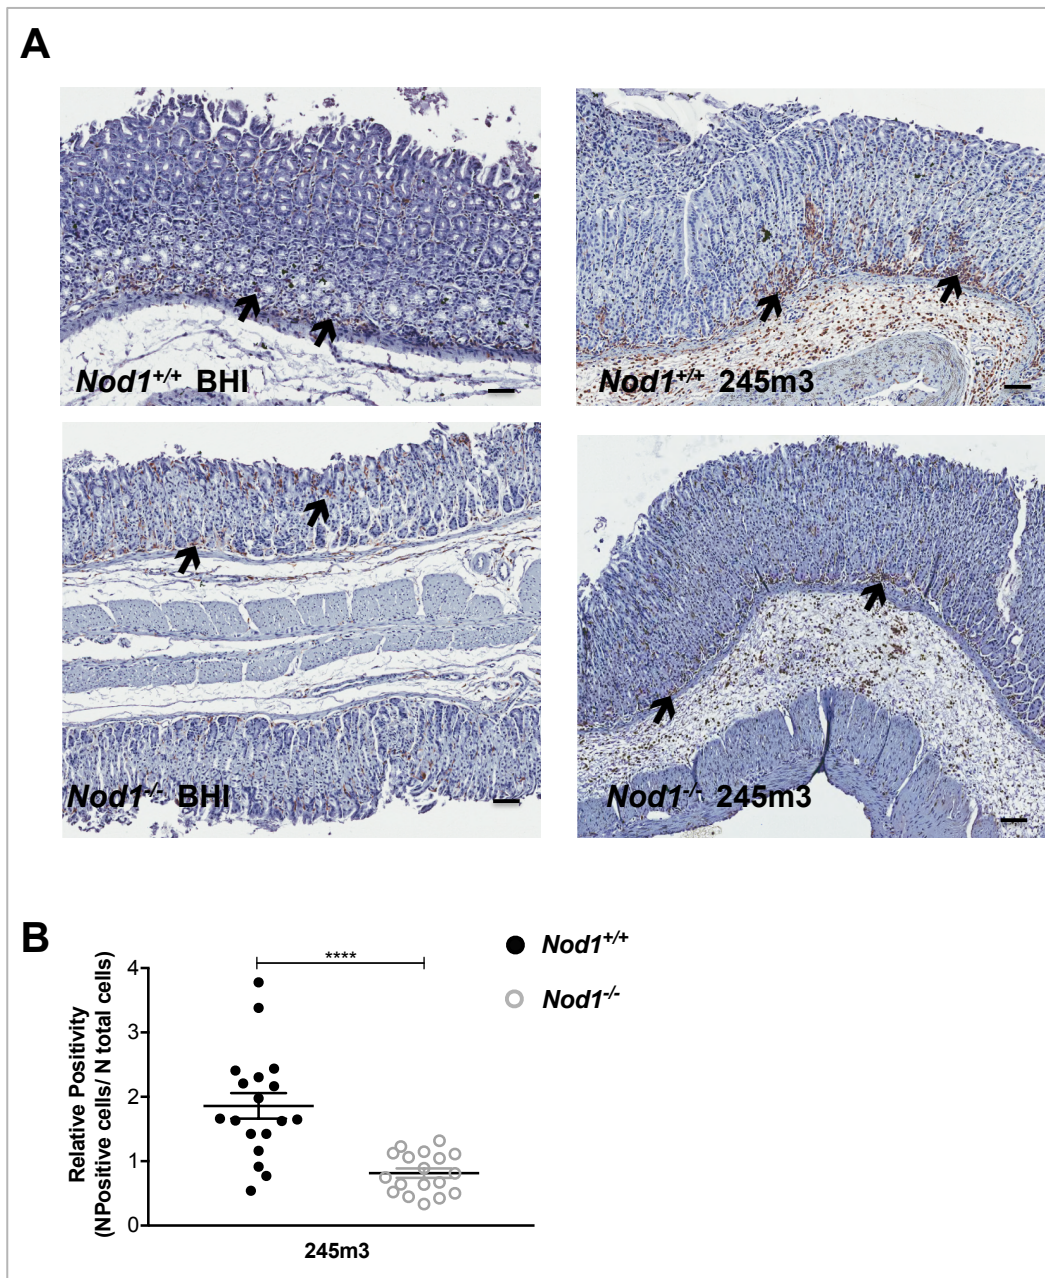 A
Nod1+/+ BHI
Nod1+/+ 245m3
Nod1-/- BHI
Nod1-/- 245m3
B
Relative Positivity
(NPositive cells/ N total cells)
4
3
2
1
0
****
245m3
Nod1+/+
Nod1-/-